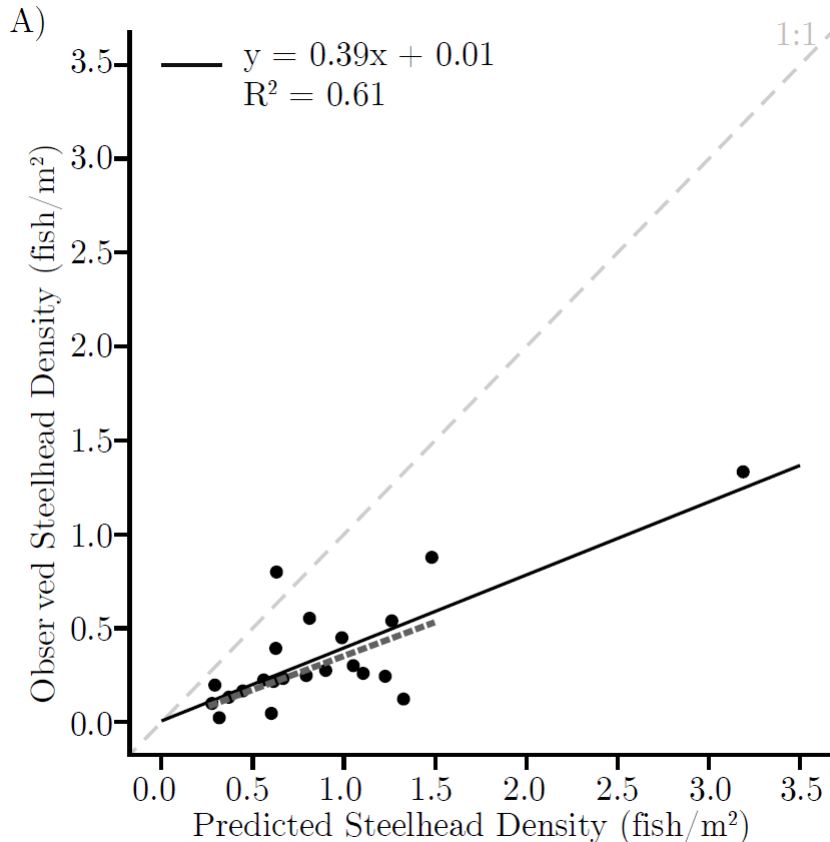 A)
1:1
y = 0.39x + 0.01
R² = 0.61
Observed Steelhead Density (fish/m²)
3.5
3.0
2.5
2.0
1.5
1.0
0.5
0.0
0.0 0.5 1.0 1.5 2.0 2.5 3.0 3.5
Predicted Steelhead Density (fish/m²)